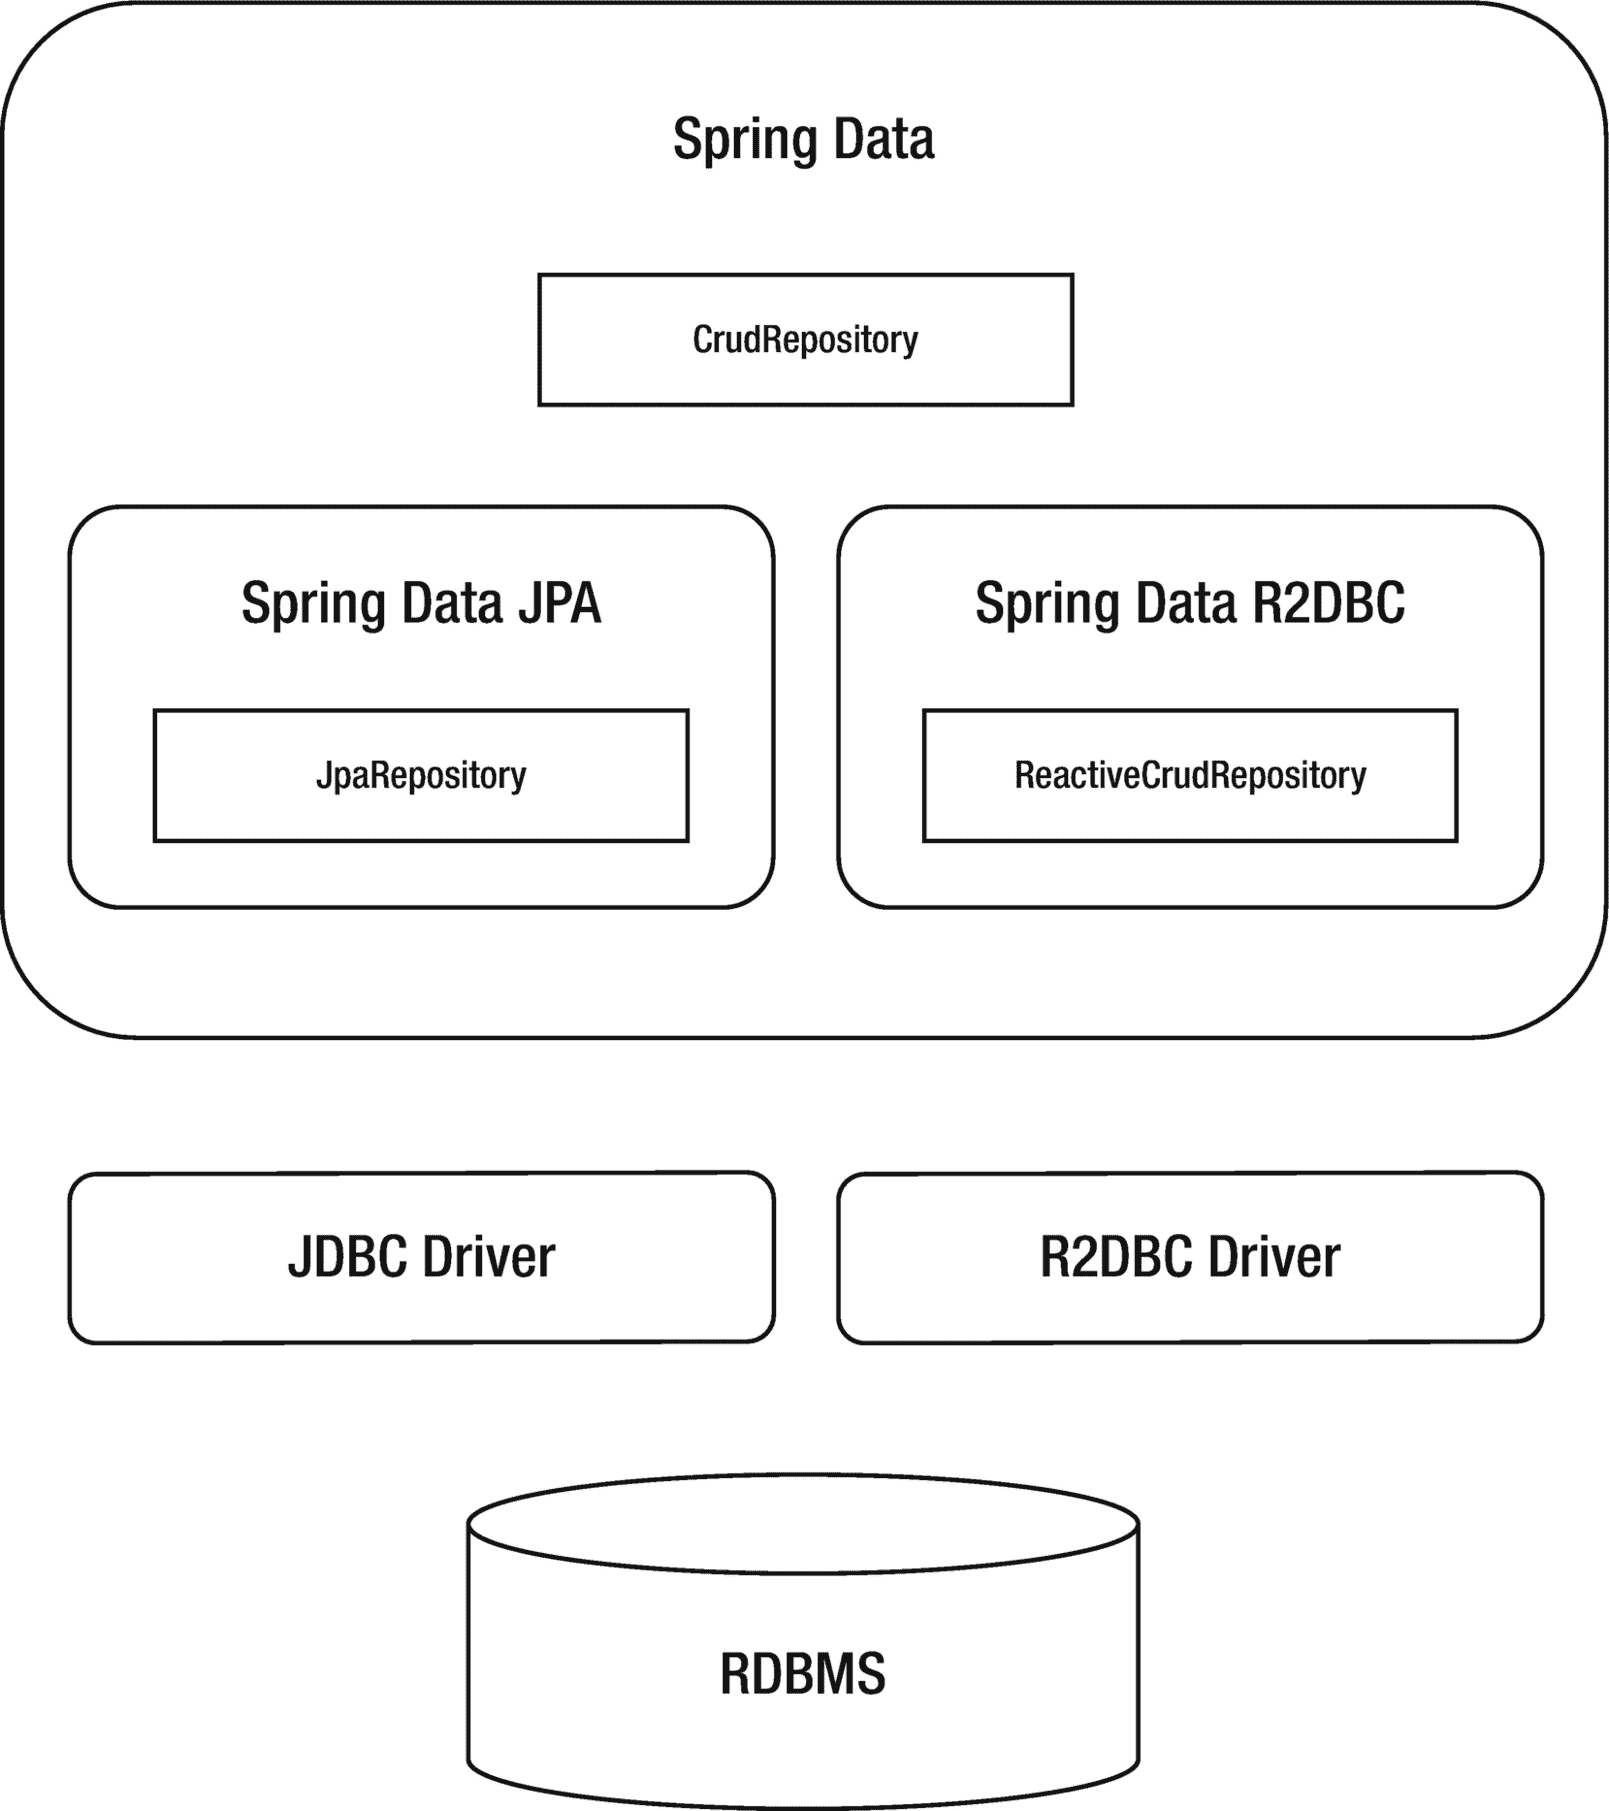 Spring Data
CrudRepository
Spring Data JPA
Spring Data R2DBC
JpaRepository
ReactiveCrudRepository
JDBC Driver
R2DBC Driver
RDBMS